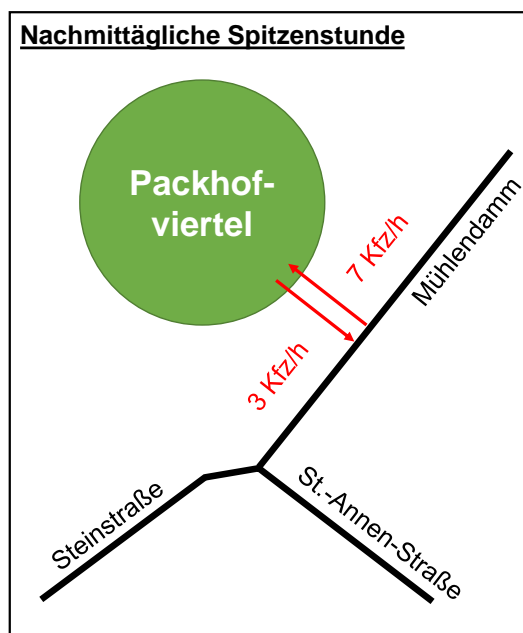 Nachmittägliche Spitzenstunde
Packhof-
viertel
7 Kfz/h
Mühlendamm
3 Kfz/h
Steinstraße
St.-Annen-Straße